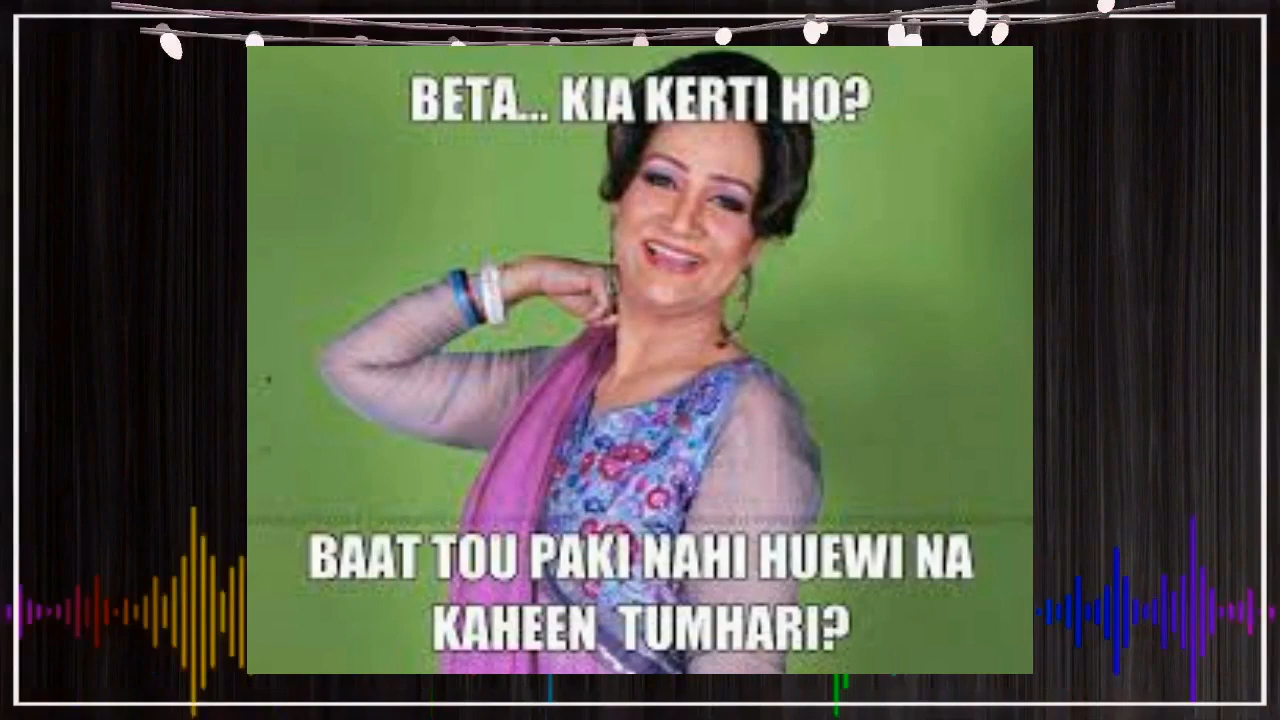 BETA... KIA KERTI HO?
BAAT TOU PAKI NAHI HUEWI NA
KAHEEN TUMHARI?